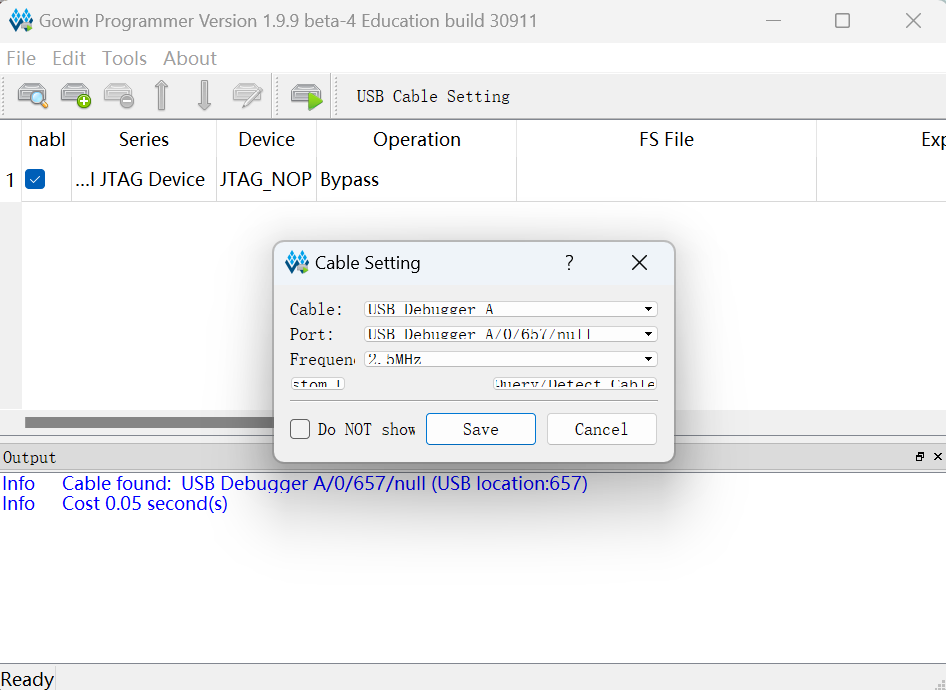 Gowin Programmer Version 1.9.9 beta-4 Education build 30911
File Edit Tools About
USB Cable Setting
nabl Series Device Operation FS File Exp
1 ...I JTAG Device JTAG_NOP Bypass
Cable Setting ?
Cable: USB Debugger A
Port: USB Debugger A/0/657/null
Frequen 2.5MHz
stom L Query/Detect Cable
Do NOT show Save Cancel
Output
Info Cable found: USB Debugger A/0/657/null (USB location:657)
Info Cost 0.05 second(s)
Ready